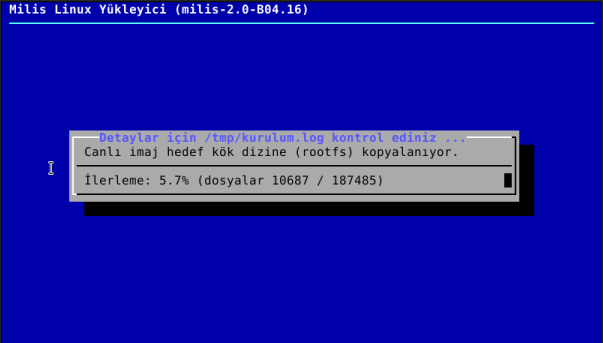 Milis Linux Yükleyici (milis-2.0-B04.16)
Detaylar için /tmp/kurulum.log kontrol ediniz ...
Canlı imaj hedef kök dizine (rootfs) kopyalanıyor.
İlerleme: 5.7% (dosyalar 10687 / 187485)